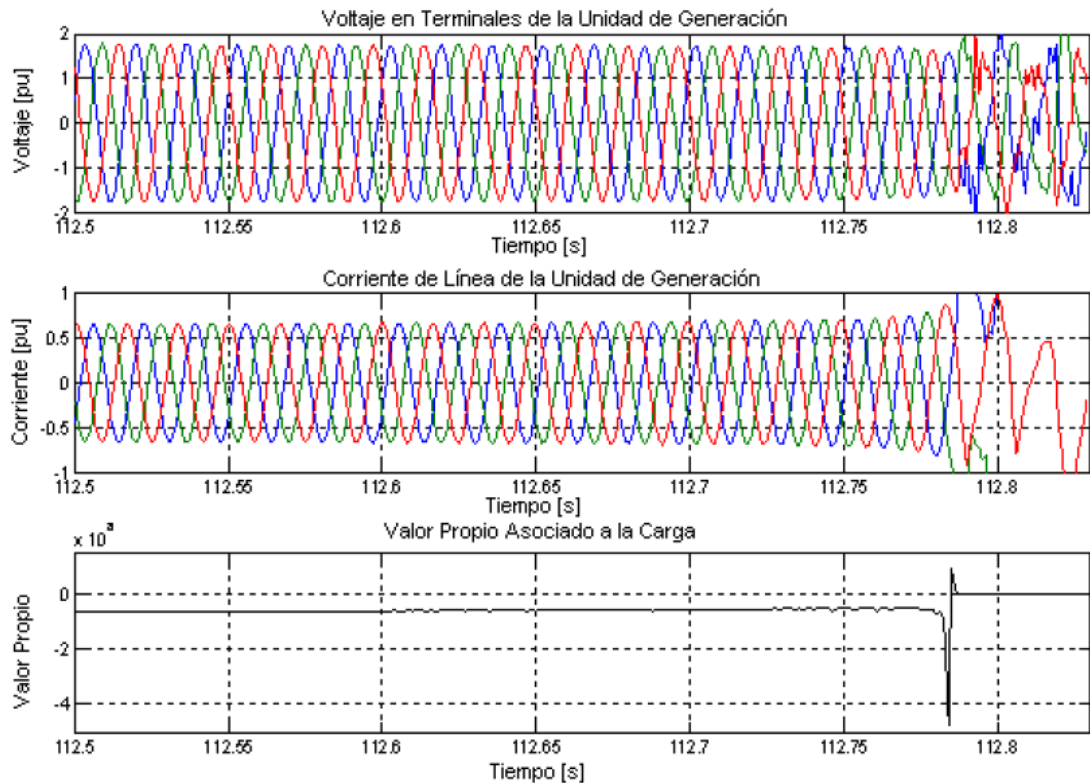 Voltaje en Terminales de la Unidad de Generación
Voltaje [pu]
2
1
0
-1
-2
112.5 112.55 112.6 112.65 112.7 112.75 112.8
Tiempo [s]
Corriente de Línea de la Unidad de Generación
Corriente [pu]
1
0.5
0
-0.5
-1
112.5 112.55 112.6 112.65 112.7 112.75 112.8
Tiempo [s]
Valor Propio Asociado a la Carga
x 10
Valor Propio
0
-2
-4
112.5 112.55 112.6 112.65 112.7 112.75 112.8
Tiempo [s]